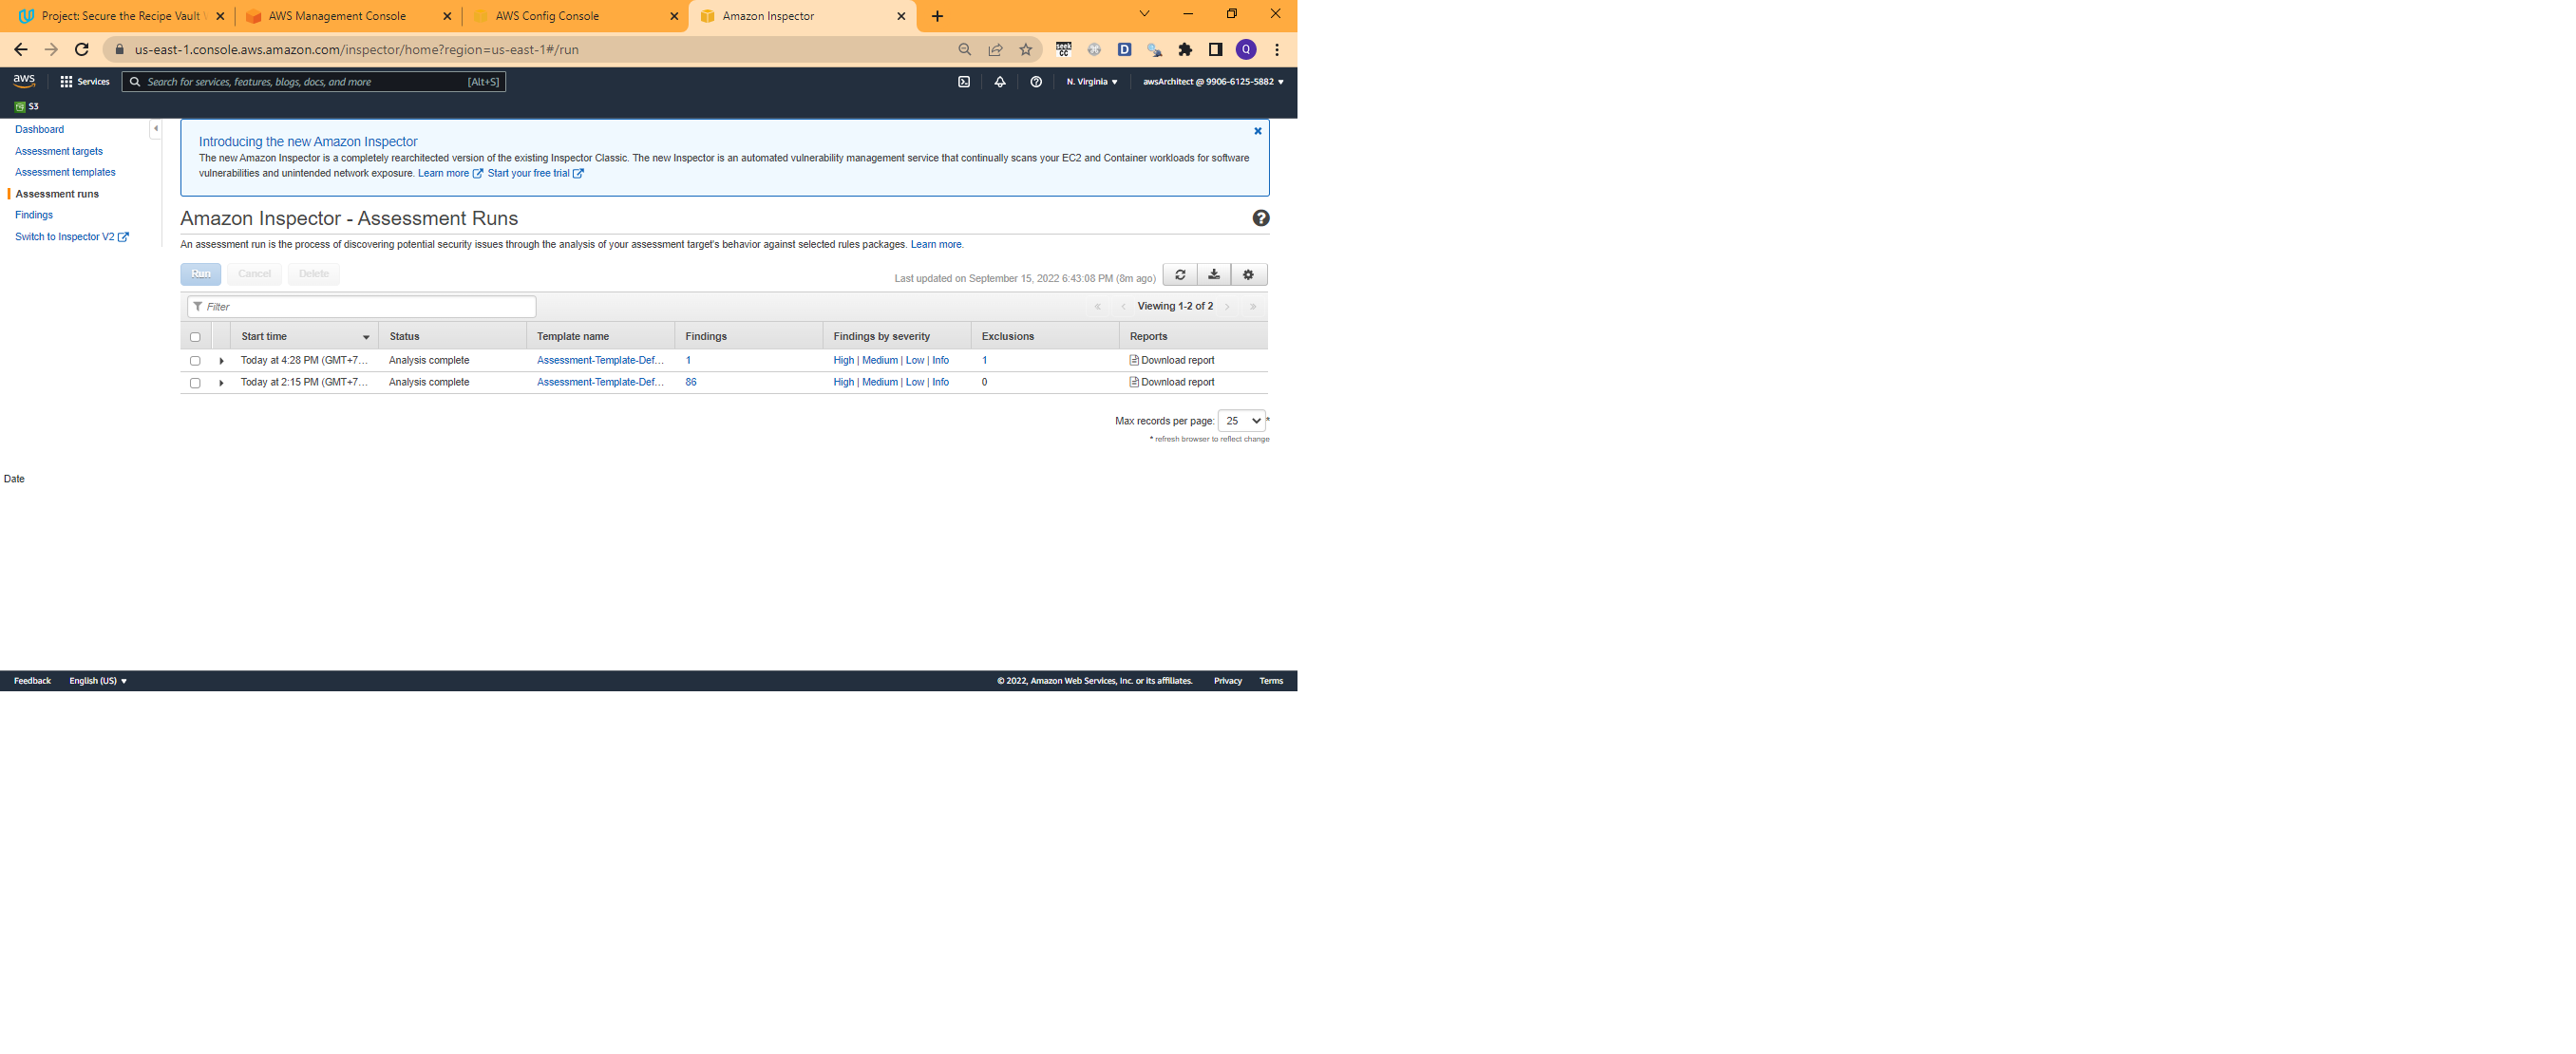 Project: Secure the Recipe Vault
AWS Management Console
AWS Config Console
Amazon Inspector
us-east-1.console.aws.amazon.com/inspector/home?region=us-east-1#/run
aws
Services
Search for services, features, blogs, docs, and more
[Alt+S]
N. Virginia
awsArchitect @ 9906-6125-5882
S3
Dashboard
Assessment targets
Assessment templates
Assessment runs
Findings
Switch to Inspector V2
Introducing the new Amazon Inspector
The new Amazon Inspector is a completely rearchitected version of the existing Inspector Classic. The new Inspector is an automated vulnerability management service that continually scans your EC2 and Container workloads for software
vulnerabilities and unintended network exposure. Learn more Start your free trial
Amazon Inspector - Assessment Runs
An assessment run is the process of discovering potential security issues through the analysis of your assessment target's behavior against selected rules packages. Learn more.
Run Cancel Delete
Last updated on September 15, 2022 6:43:08 PM (8m ago)
Filter
Viewing 1-2 of 2
Start time Status Template name Findings Findings by severity Exclusions Reports
Today at 4:28 PM (GMT+7... Analysis complete Assessment-Template-Def... 1 High | Medium | Low | Info 1 Download report
Today at 2:15 PM (GMT+7... Analysis complete Assessment-Template-Def... 86 High | Medium | Low | Info 0 Download report
Max records per page: 25 *
* refresh browser to reflect change
Date
Feedback English (US)
© 2022, Amazon Web Services, Inc. or its affiliates. Privacy Terms